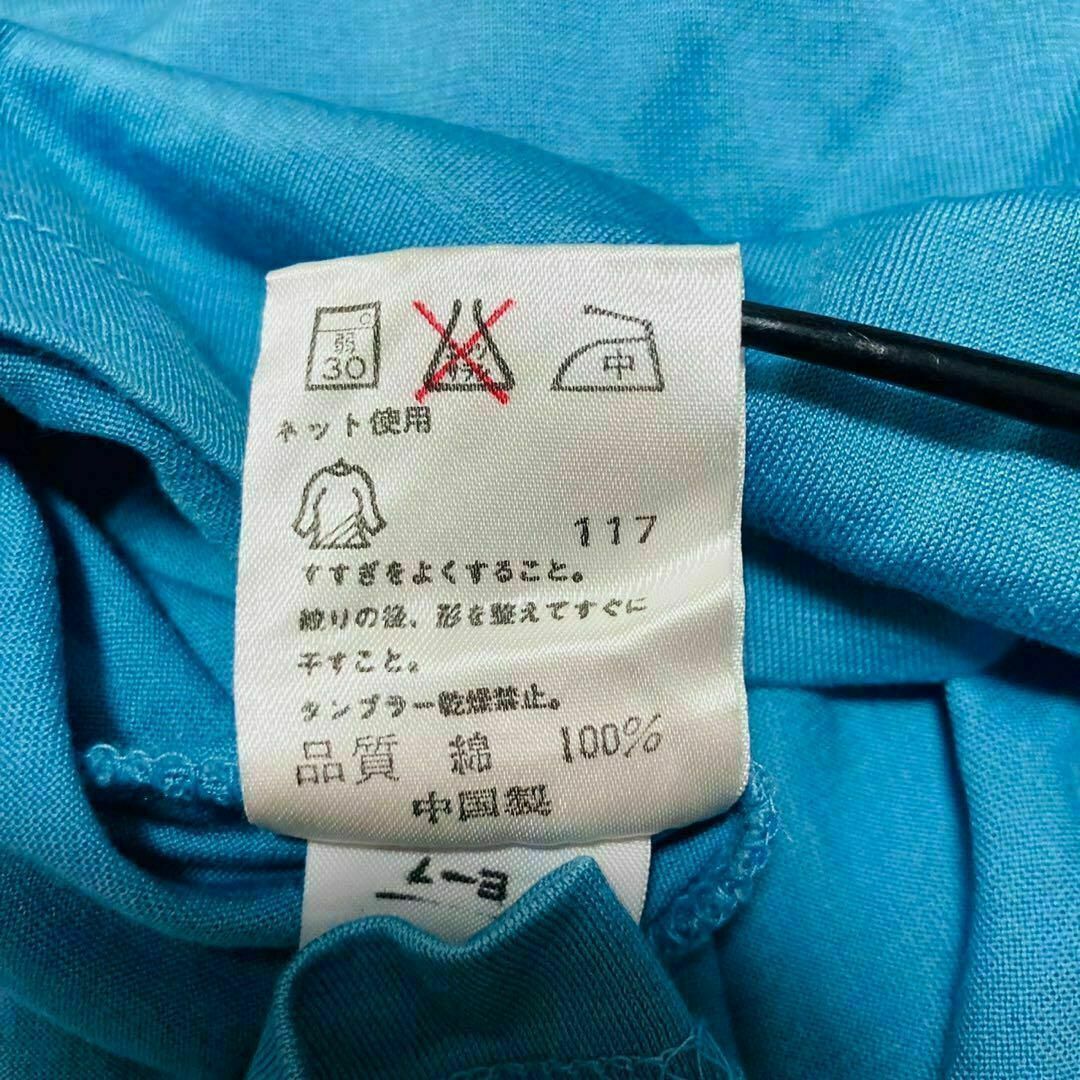 弱
30
中
ネット使用
117
すすぎをよくすること。
絞りの後、形を整えてすぐに
干すこと。
タンブラー乾燥禁止。
品質 綿 100%
中国製